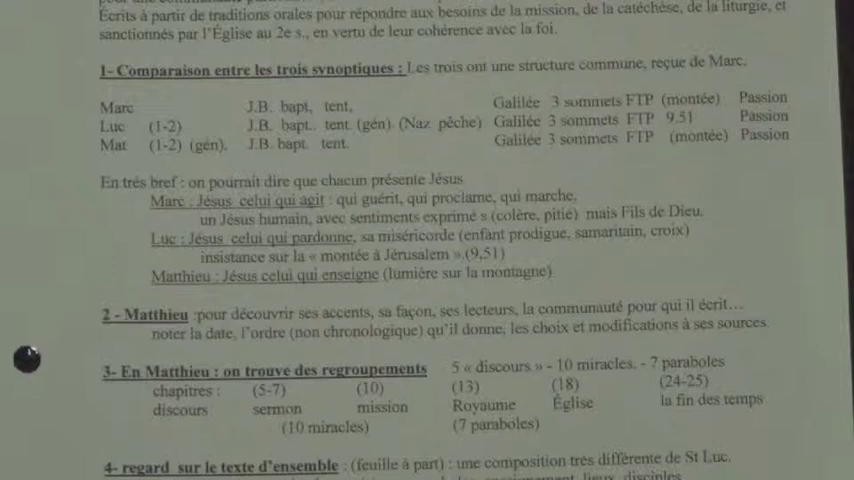 Écrits à partir de traditions orales pour répondre aux besoins de la mission, de la catéchèse, de la liturgie, et
sanctionnés par l'Église au 2e s., en vertu de leur cohérence avec la foi.
1- Comparaison entre les trois synoptiques : Les trois ont une structure commune, reçue de Marc.
Marc J.B. bapt, tent, Galilée 3 sommets FTP (montée) Passion
Luc (1-2) J.B. bapt.. tent (gén) (Naz pêche) Galilée 3 sommets FTP 9.51 Passion
Mat (1-2) (gén). J.B. bapt. tent. Galilée 3 sommets FTP (montée) Passion
En trés bref : on pourrait dire que chacun présente Jésus
Marc : Jésus celui qui agit : qui guérit, qui proclame, qui marche,
un Jésus humain, avec sentiments exprimé s (colère, pitié) mais Fils de Dieu.
Luc : Jésus celui qui pardonne, sa miséricorde (enfant prodigue, samaritain, croix)
insistance sur la « montée à Jérusalem ».(9,51)
Matthieu : Jésus celui qui enseigne (lumière sur la montagne)
2 - Matthieu :pour découvrir ses accents, sa façon, ses lecteurs, la communauté pour qui il écrit…
noter la date, l'ordre (non chronologique) qu'il donne, les choix et modifications à ses sources.
3- En Matthieu : on trouve des regroupements 5 « discours » - 10 miracles. - 7 paraboles
chapitres : (5-7) (10) (13) (18) (24-25)
discours sermon mission Royaume Église la fin des temps
(10 miracles) (7 paraboles)
4- regard sur le texte d'ensemble : (feuille à part) : une composition trés différente de St Luc.
lieux, disciples